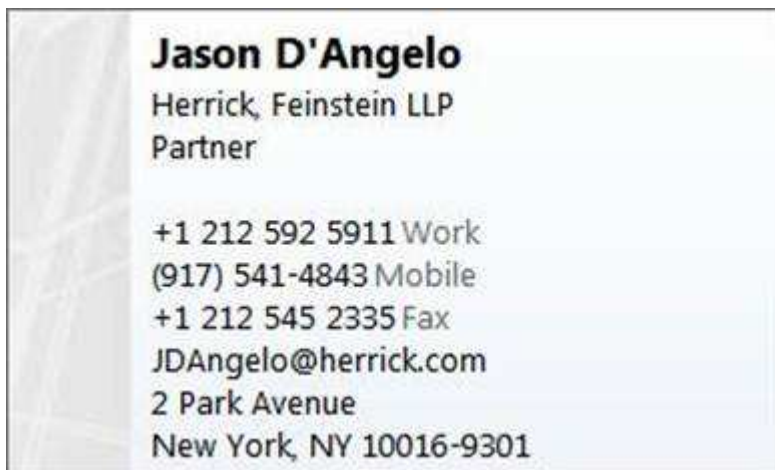 Jason D'Angelo
Herrick, Feinstein LLP
Partner
+1 212 592 5911 Work
(917) 541-4843 Mobile
+1 212 545 2335 Fax
JDAngelo@herrick.com
2 Park Avenue
New York, NY 10016-9301